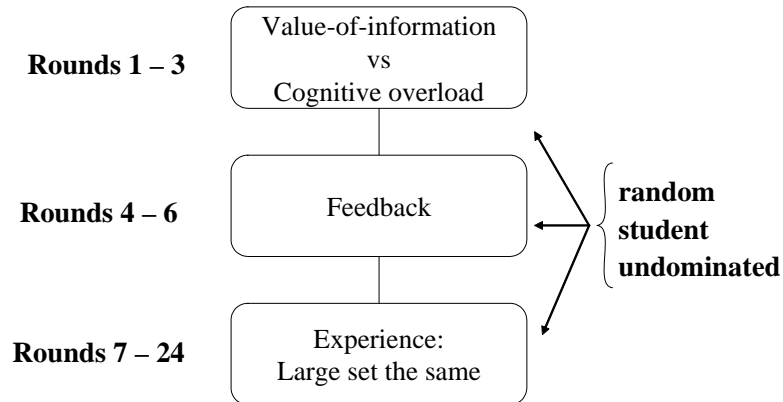 Rounds 1 – 3
Value-of-information
vs
Cognitive overload
Rounds 4 – 6
Feedback
random
student
undominated
Rounds 7 – 24
Experience:
Large set the same